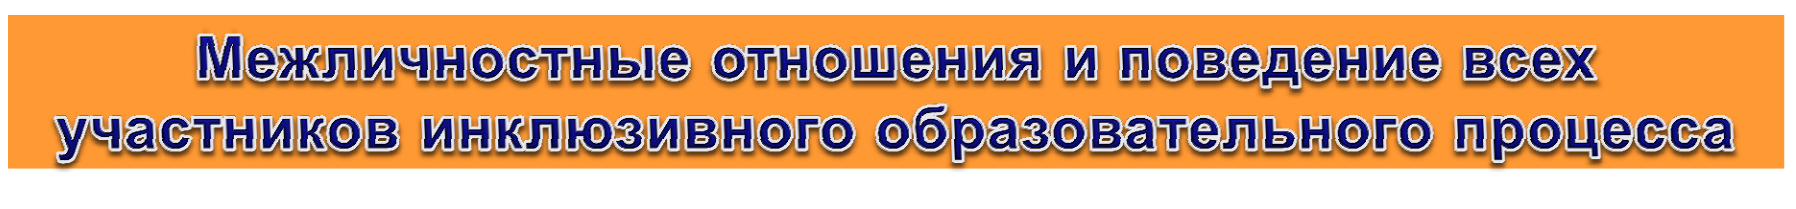 Межличностные отношения и поведение всех
участников инклюзивного образовательного процесса